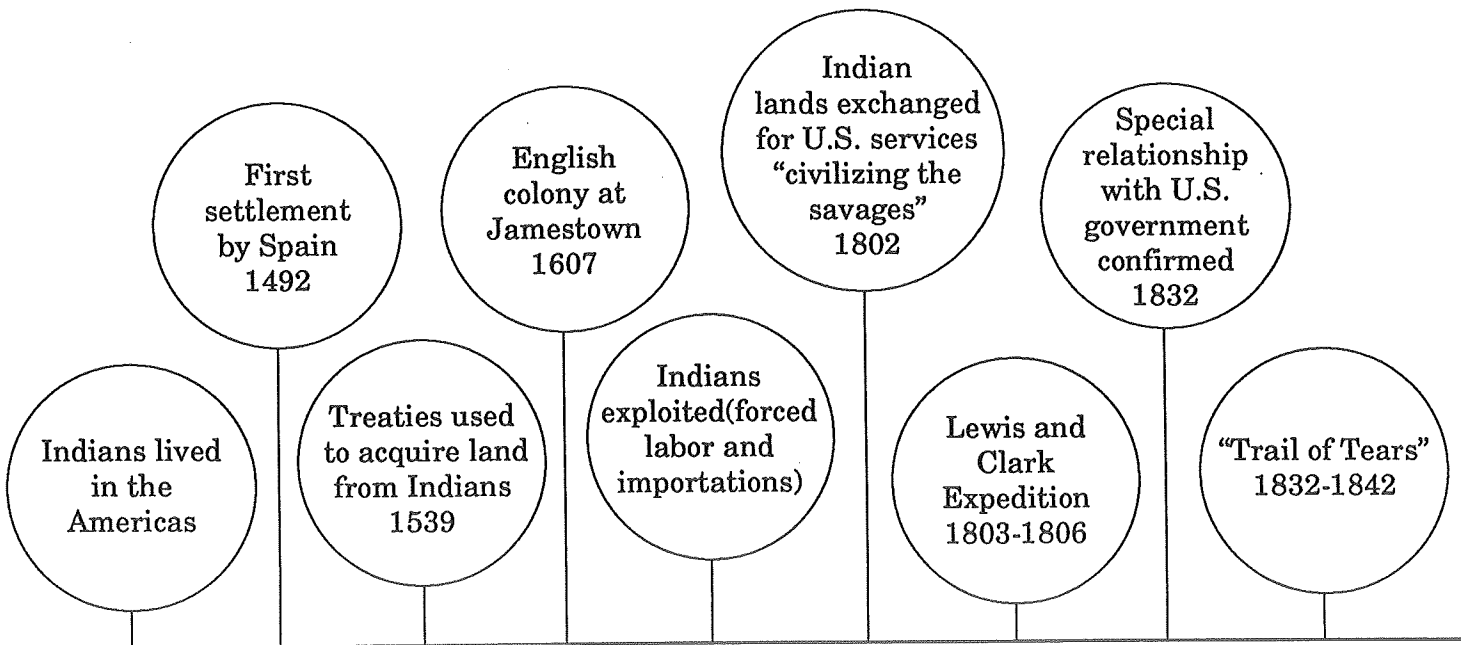 Indians lived
in the
Americas
First
settlement
by Spain
1492
Treaties used
to acquire land
from Indians
1539
English
colony at
Jamestown
1607
Indians
exploited(forced
labor and
importations)
Indian
lands exchanged
for U.S. services
“civilizing the
savages”
1802
Lewis and
Clark
Expedition
1803-1806
Special
relationship
with U.S.
government
confirmed
1832
“Trail of Tears”
1832-1842